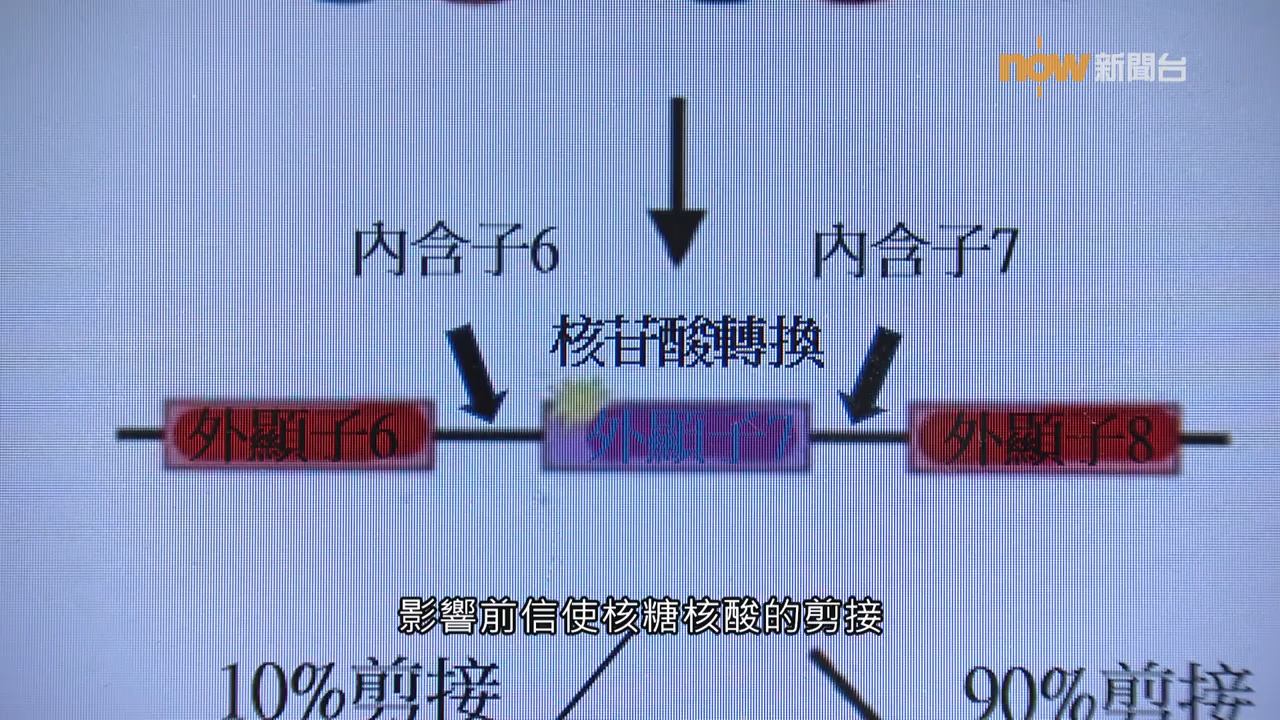 now新聞台
內含子6
內含子7
核苷酸轉換
外顯子6
外顯子7
外顯子8
影響前信使核糖核酸的剪接
10%剪接
90%剪接